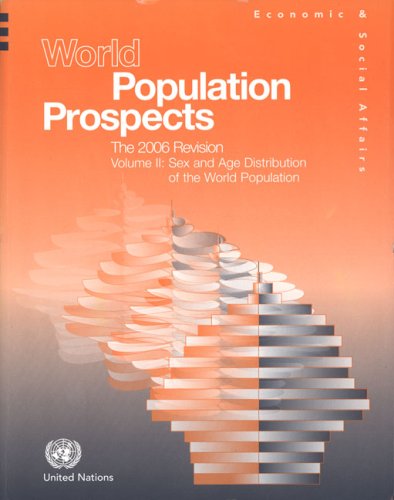 Economic & Social Affairs
World
Population
Prospects
The 2006 Revision
Volume II: Sex and Age Distribution
of the World Population
United Nations